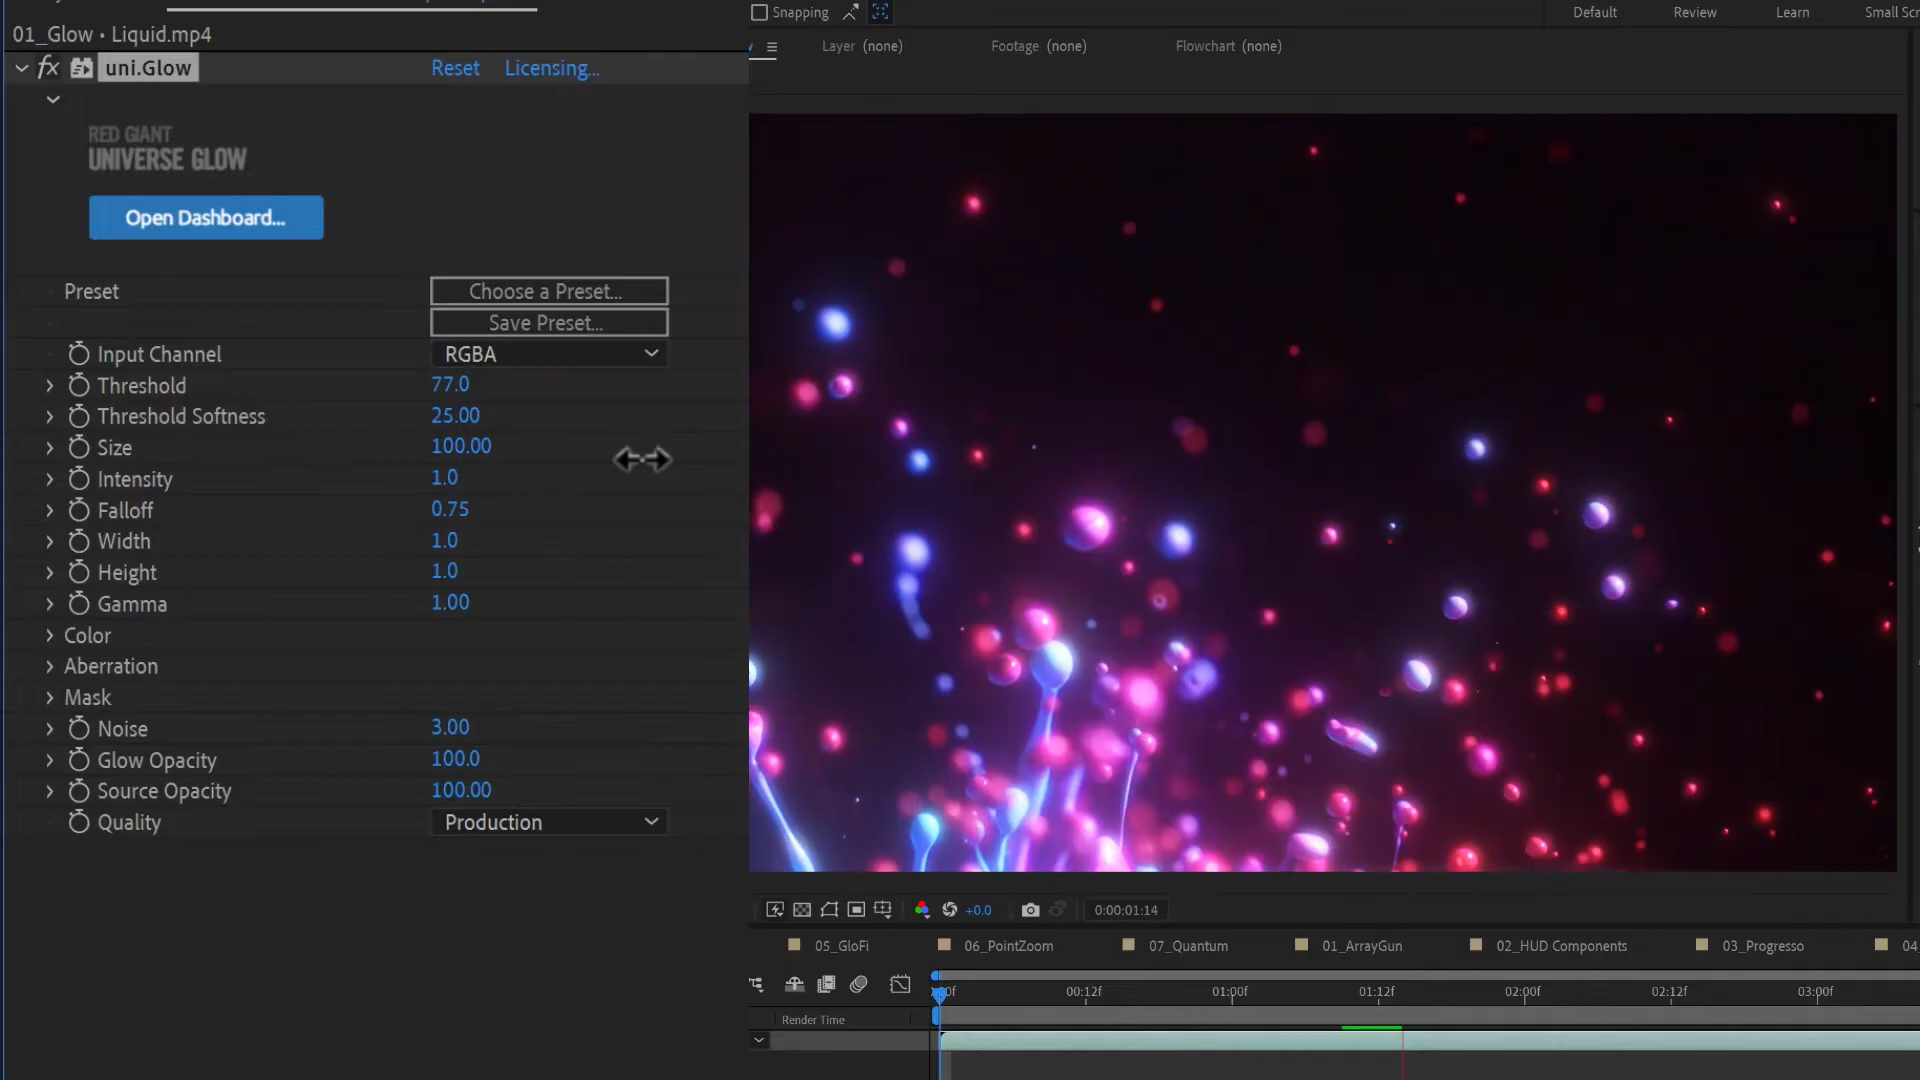 Snapping
Default
Review
Learn
Small Scr
01_Glow • Liquid.mp4
Layer (none)
Footage (none)
Flowchart (none)
fx uni.Glow
Reset
Licensing...
RED GIANT
UNIVERSE GLOW
Open Dashboard...
Preset
Choose a Preset...
Save Preset...
Input Channel
RGBA
Threshold
77.0
Threshold Softness
25.00
Size
100.00
Intensity
1.0
Falloff
0.75
Width
1.0
Height
1.0
Gamma
1.00
Color
Aberration
Mask
Noise
3.00
Glow Opacity
100.0
Source Opacity
100.00
Quality
Production
+0.0
0:00:01:14
05_GloFi
06_PointZoom
07_Quantum
01_ArrayGun
02_HUD Components
03_Progresso
04
00:12f
01:00f
01:12f
02:00f
02:12f
03:00f
Render Time